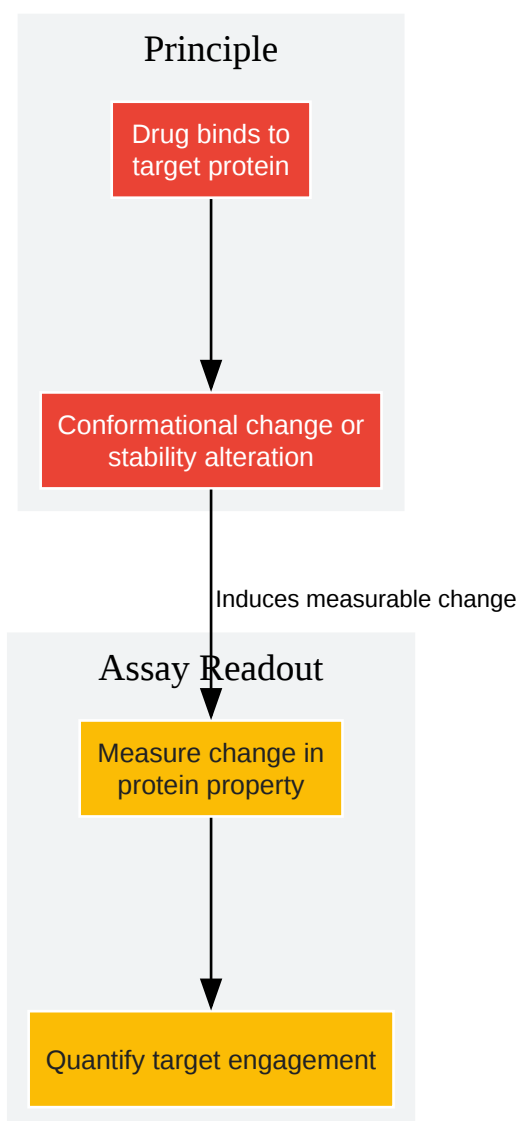 Principle
Drug binds to
target protein
Conformational change or
stability alteration
Induces measurable change
Assay Readout
Measure change in
protein property
Quantify target engagement